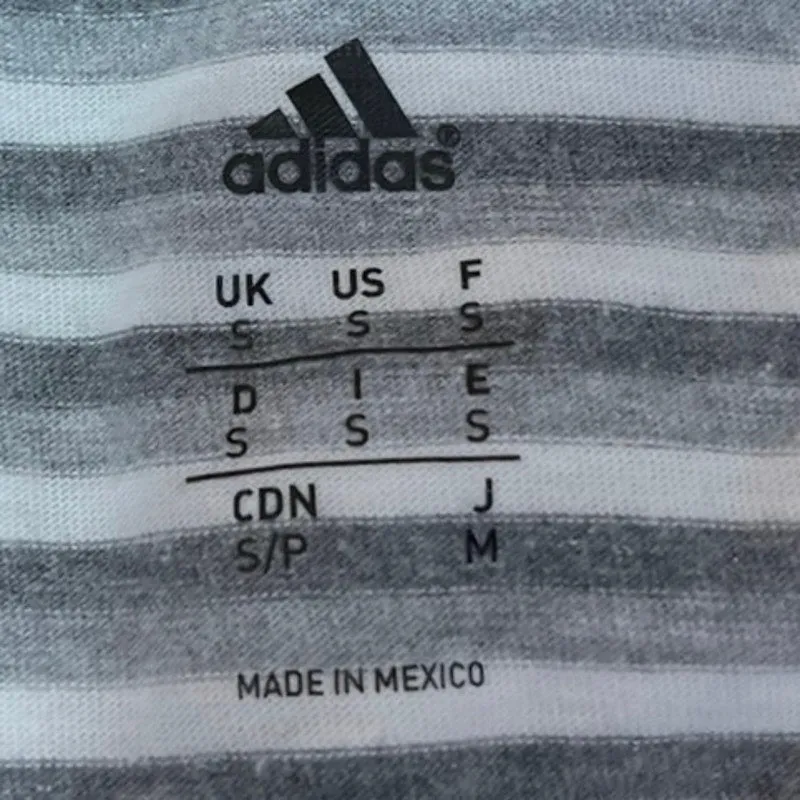 adidas®
UK US F
S S S
D I E
S S S
CDN J
S/P M
MADE IN MEXICO